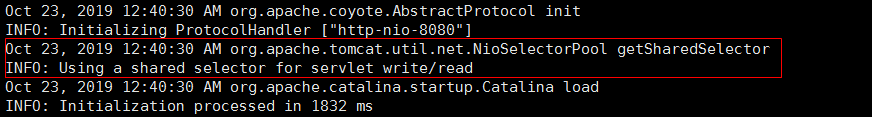 Oct 23, 2019 12:40:30 AM org.apache.coyote.AbstractProtocol init
INFO: Initializing ProtocolHandler ["http-nio-8080"]
Oct 23, 2019 12:40:30 AM org.apache.tomcat.util.net.NioSelectorPool getSharedSelector
INFO: Using a shared selector for servlet write/read
Oct 23, 2019 12:40:30 AM org.apache.catalina.startup.Catalina load
INFO: Initialization processed in 1832 ms